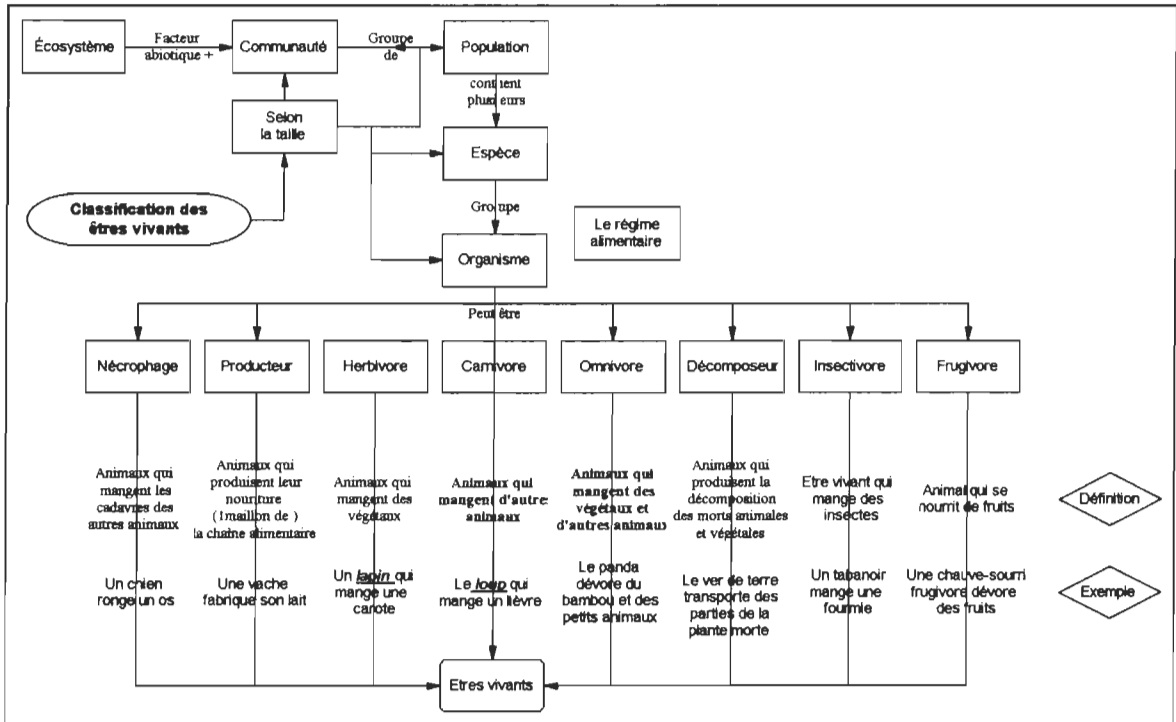 Écosystème
Facteur
abiotique +
Communauté
Groupe
de
Population
contient
plusieurs
Selon
la taille
Espèce
Classification des
êtres vivants
Groupe
Le régime
alimentaire
Organisme
Peut être
Nécrophage
Producteur
Herbivore
Carnivore
Omnivore
Décomposeur
Insectivore
Frugivore
Animaux qui
mangent les
cadavres des
autres animaux
Animaux qui
produisent leur
nourriture
(1maillon de )
la chaîne alimentaire
Animaux qui
mangent des
végétaux
Animaux qui
mangent d'autre
animaux
Animaux qui
mangent des
végétaux et
d'autres animaux
Animaux qui
produisent la
décomposition
des morts animales
et végétales
Etre vivant qui
mange des
insectes
Animal qui se
nourrit de fruits
Définition
Un chien
ronge un os
Une vache
fabrique son lait
Un lapin qui
mange une
carote
Le loup qui
mange un lièvre
Le panda
dévore du
bambou et des
petits animaux
Le ver de terre
transporte des
parties de la
plante morte
Un tabanoir
mange une
fourmie
Une chauve-sourri
frugivore dévore
des fruits
Exemple
Etres vivants